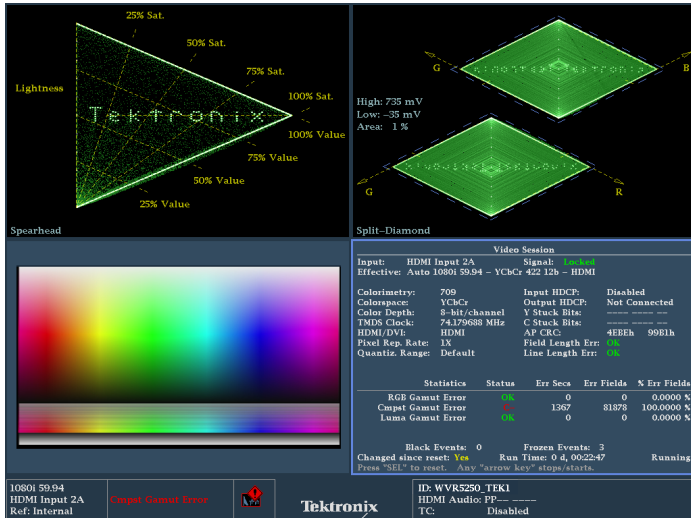 25% Sat.
50% Sat.
75% Sat.
100% Sat.
Lightness
Tektronix
100% Value
75% Value
50% Value
25% Value
Spearhead
G
B
High: 735 mV
Low: −35 mV
Area: 1 %
G
R
Split−Diamond
Video Session
Input: HDMI Input 2A Signal: Locked
Effective: Auto 1080i 59.94 − YCbCr 422 12b − HDMI
Colorimetry: 709 Input HDCP: Disabled
Colorspace: YCbCr Output HDCP: Not Connected
Color Depth: 8−bit/channel Y Stuck Bits: −−−− −−−− −−
TMDS Clock: 74.179688 MHz C Stuck Bits: −−−− −−−− −−
HDMI/DVI: HDMI AP CRC: 4EBEh 99B1h
Pixel Rep. Rate: 1X Field Length Err: OK
Quantiz. Range: Default Line Length Err: OK
Statistics Status Err Secs Err Fields % Err Fields
RGB Gamut Error OK 0 0 0.0000 %
Cmpst Gamut Error 1367 81878 100.0000 %
Luma Gamut Error OK 0 0 0.0000 %
Black Events: 0 Frozen Events: 3
Changed since reset: Yes Run Time: 0 d, 00:22:47 Running
Press "SEL" to reset. Any "arrow key" stops/starts.
1080i 59.94
HDMI Input 2A
Ref: Internal
Cmpst Gamut Error
Tektronix
ID: WVR5250_TEK1
HDMI Audio: PP−− −−−−
TC: Disabled